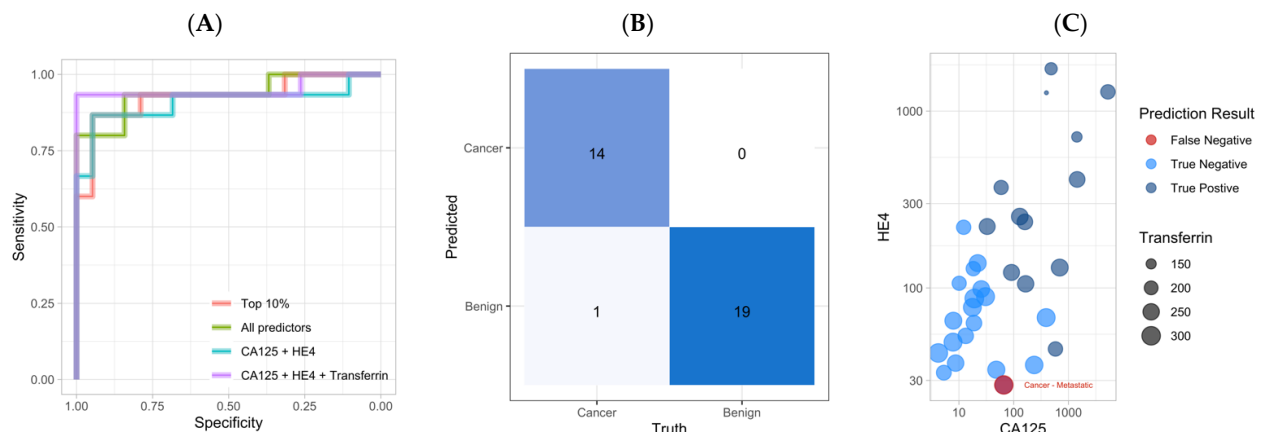 (A)
1.00
0.75
0.50
0.25
0.00
Sensitivity
Top 10%
All predictors
CA125 + HE4
CA125 + HE4 + Transferrin
1.00 0.75 0.50 0.25 0.00
Specificity
(B)
Predicted
Cancer
Benign
14 0
1 19
Cancer Benign
Truth
(C)
HE4
1000
300
100
30
Cancer - Metastatic
10 100 1000
CA125
Prediction Result
False Negative
True Negative
True Postive
Transferrin
150
200
250
300